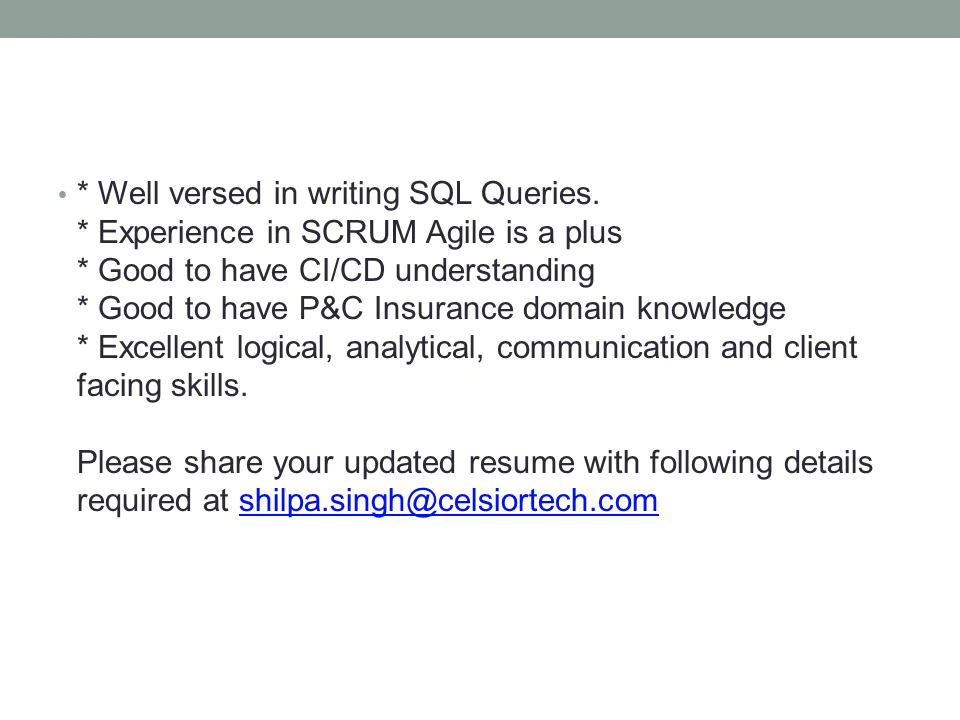 • * Well versed in writing SQL Queries.
* Experience in SCRUM Agile is a plus
* Good to have CI/CD understanding
* Good to have P&C Insurance domain knowledge
* Excellent logical, analytical, communication and client
facing skills.
Please share your updated resume with following details
required at shilpa.singh@celsiortech.com